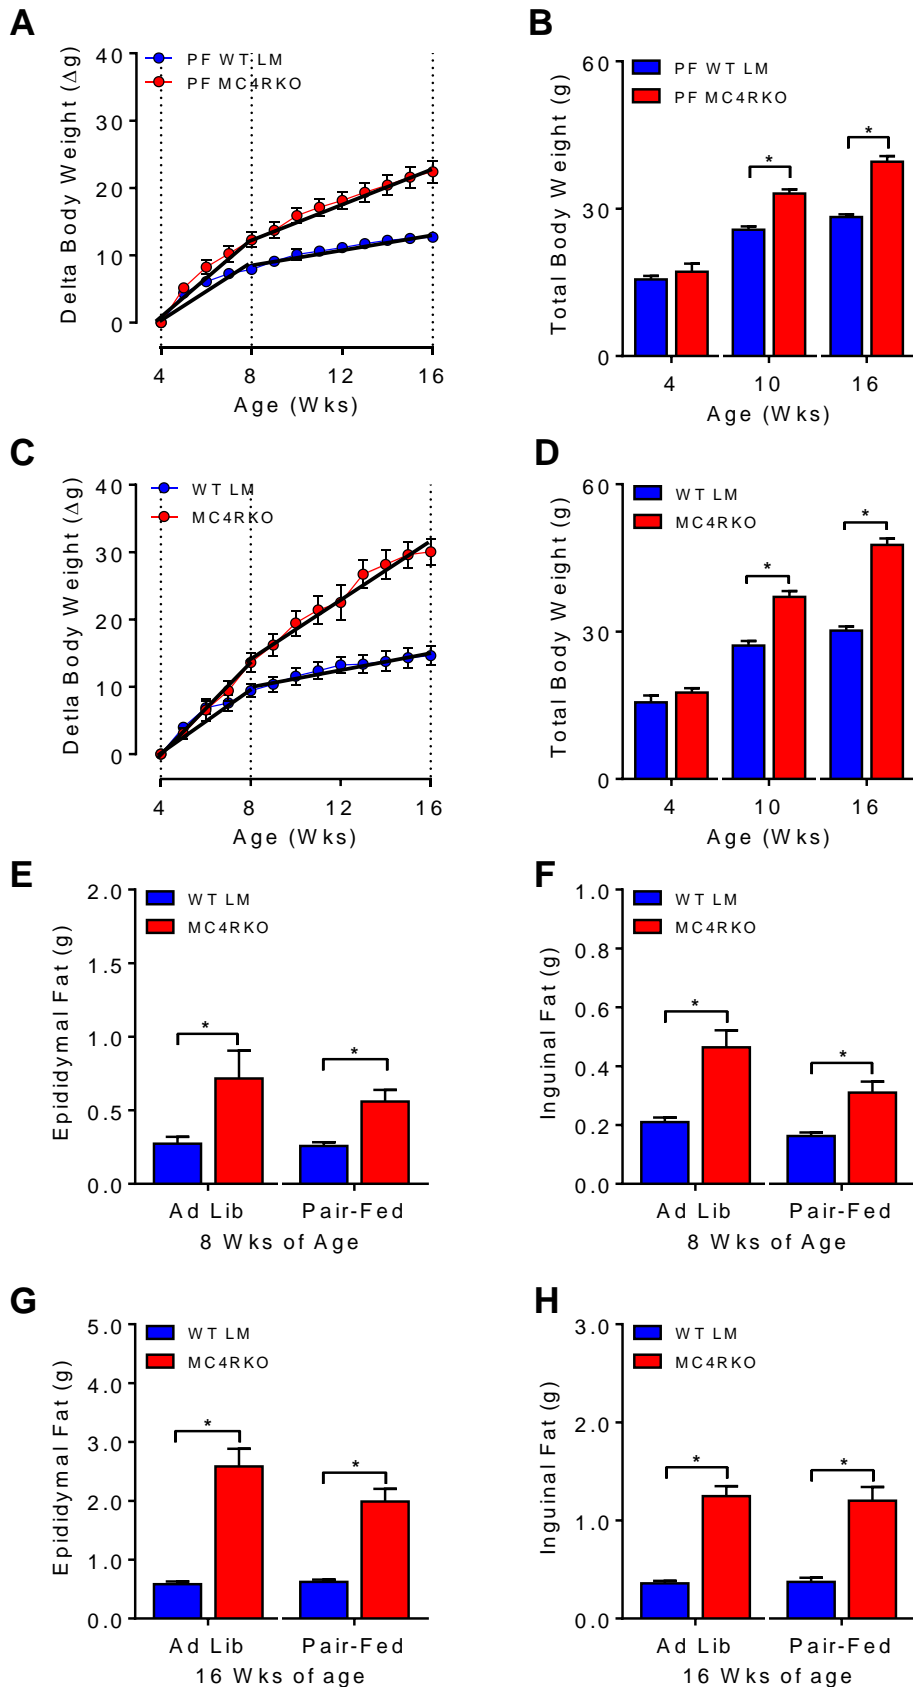 A
Delta Body Weight (Δg)
40
30
20
10
0
PF WT LM
PF MC4RKO
4
8
12
16
Age (Wks)
B
Total Body Weight (g)
60
30
0
PF WT LM
PF MC4RKO
*
*
4
10
16
Age (Wks)
C
Detla Body Weight (Δg)
40
30
20
10
0
WT LM
MC4RKO
4
8
12
16
Age (Wks)
D
Total Body Weight (g)
60
30
0
WT LM
MC4RKO
*
*
4
10
16
Age (Wks)
E
Epididymal Fat (g)
2.0
1.5
1.0
0.5
0.0
WT LM
MC4RKO
*
*
Ad Lib
Pair-Fed
8 Wks of Age
F
Inguinal Fat (g)
1.0
0.8
0.6
0.4
0.2
0.0
WT LM
MC4RKO
*
*
Ad Lib
Pair-Fed
8 Wks of Age
G
Epididymal Fat (g)
5.0
4.0
3.0
2.0
1.0
0.0
WT LM
MC4RKO
*
*
Ad Lib
Pair-Fed
16 Wks of age
H
Inguinal Fat (g)
3.0
2.0
1.0
0.0
WT LM
MC4RKO
*
*
Ad Lib
Pair-Fed
16 Wks of age